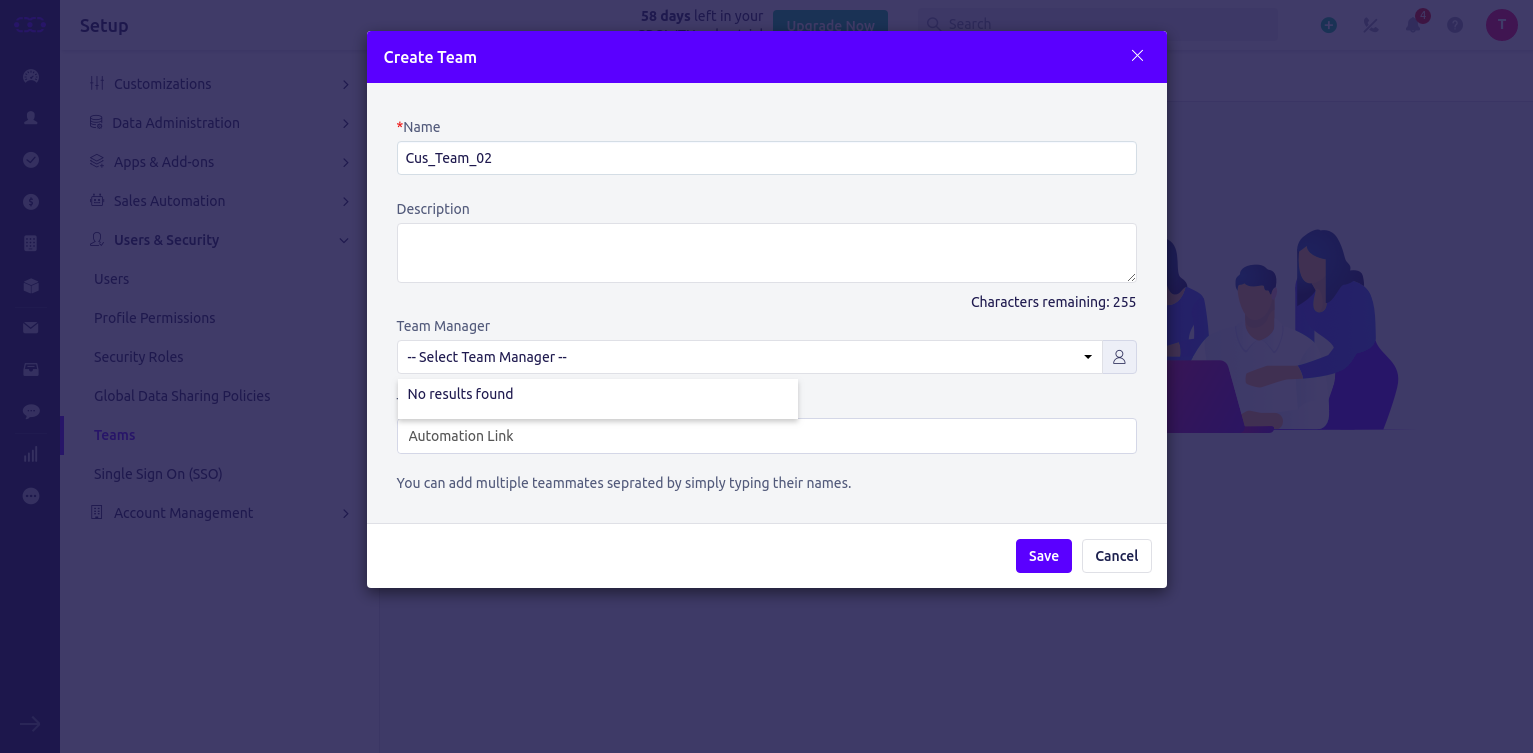 Setup
58 days left in your
Upgrade Now
Search
4
T
Customizations
Data Administration
Apps & Add-ons
Sales Automation
Users & Security
Users
Profile Permissions
Security Roles
Global Data Sharing Policies
Teams
Single Sign On (SSO)
Account Management
Create Team
*Name
Cus_Team_02
Description
Characters remaining: 255
Team Manager
-- Select Team Manager --
No results found
Automation Link
You can add multiple teammates seprated by simply typing their names.
Save
Cancel